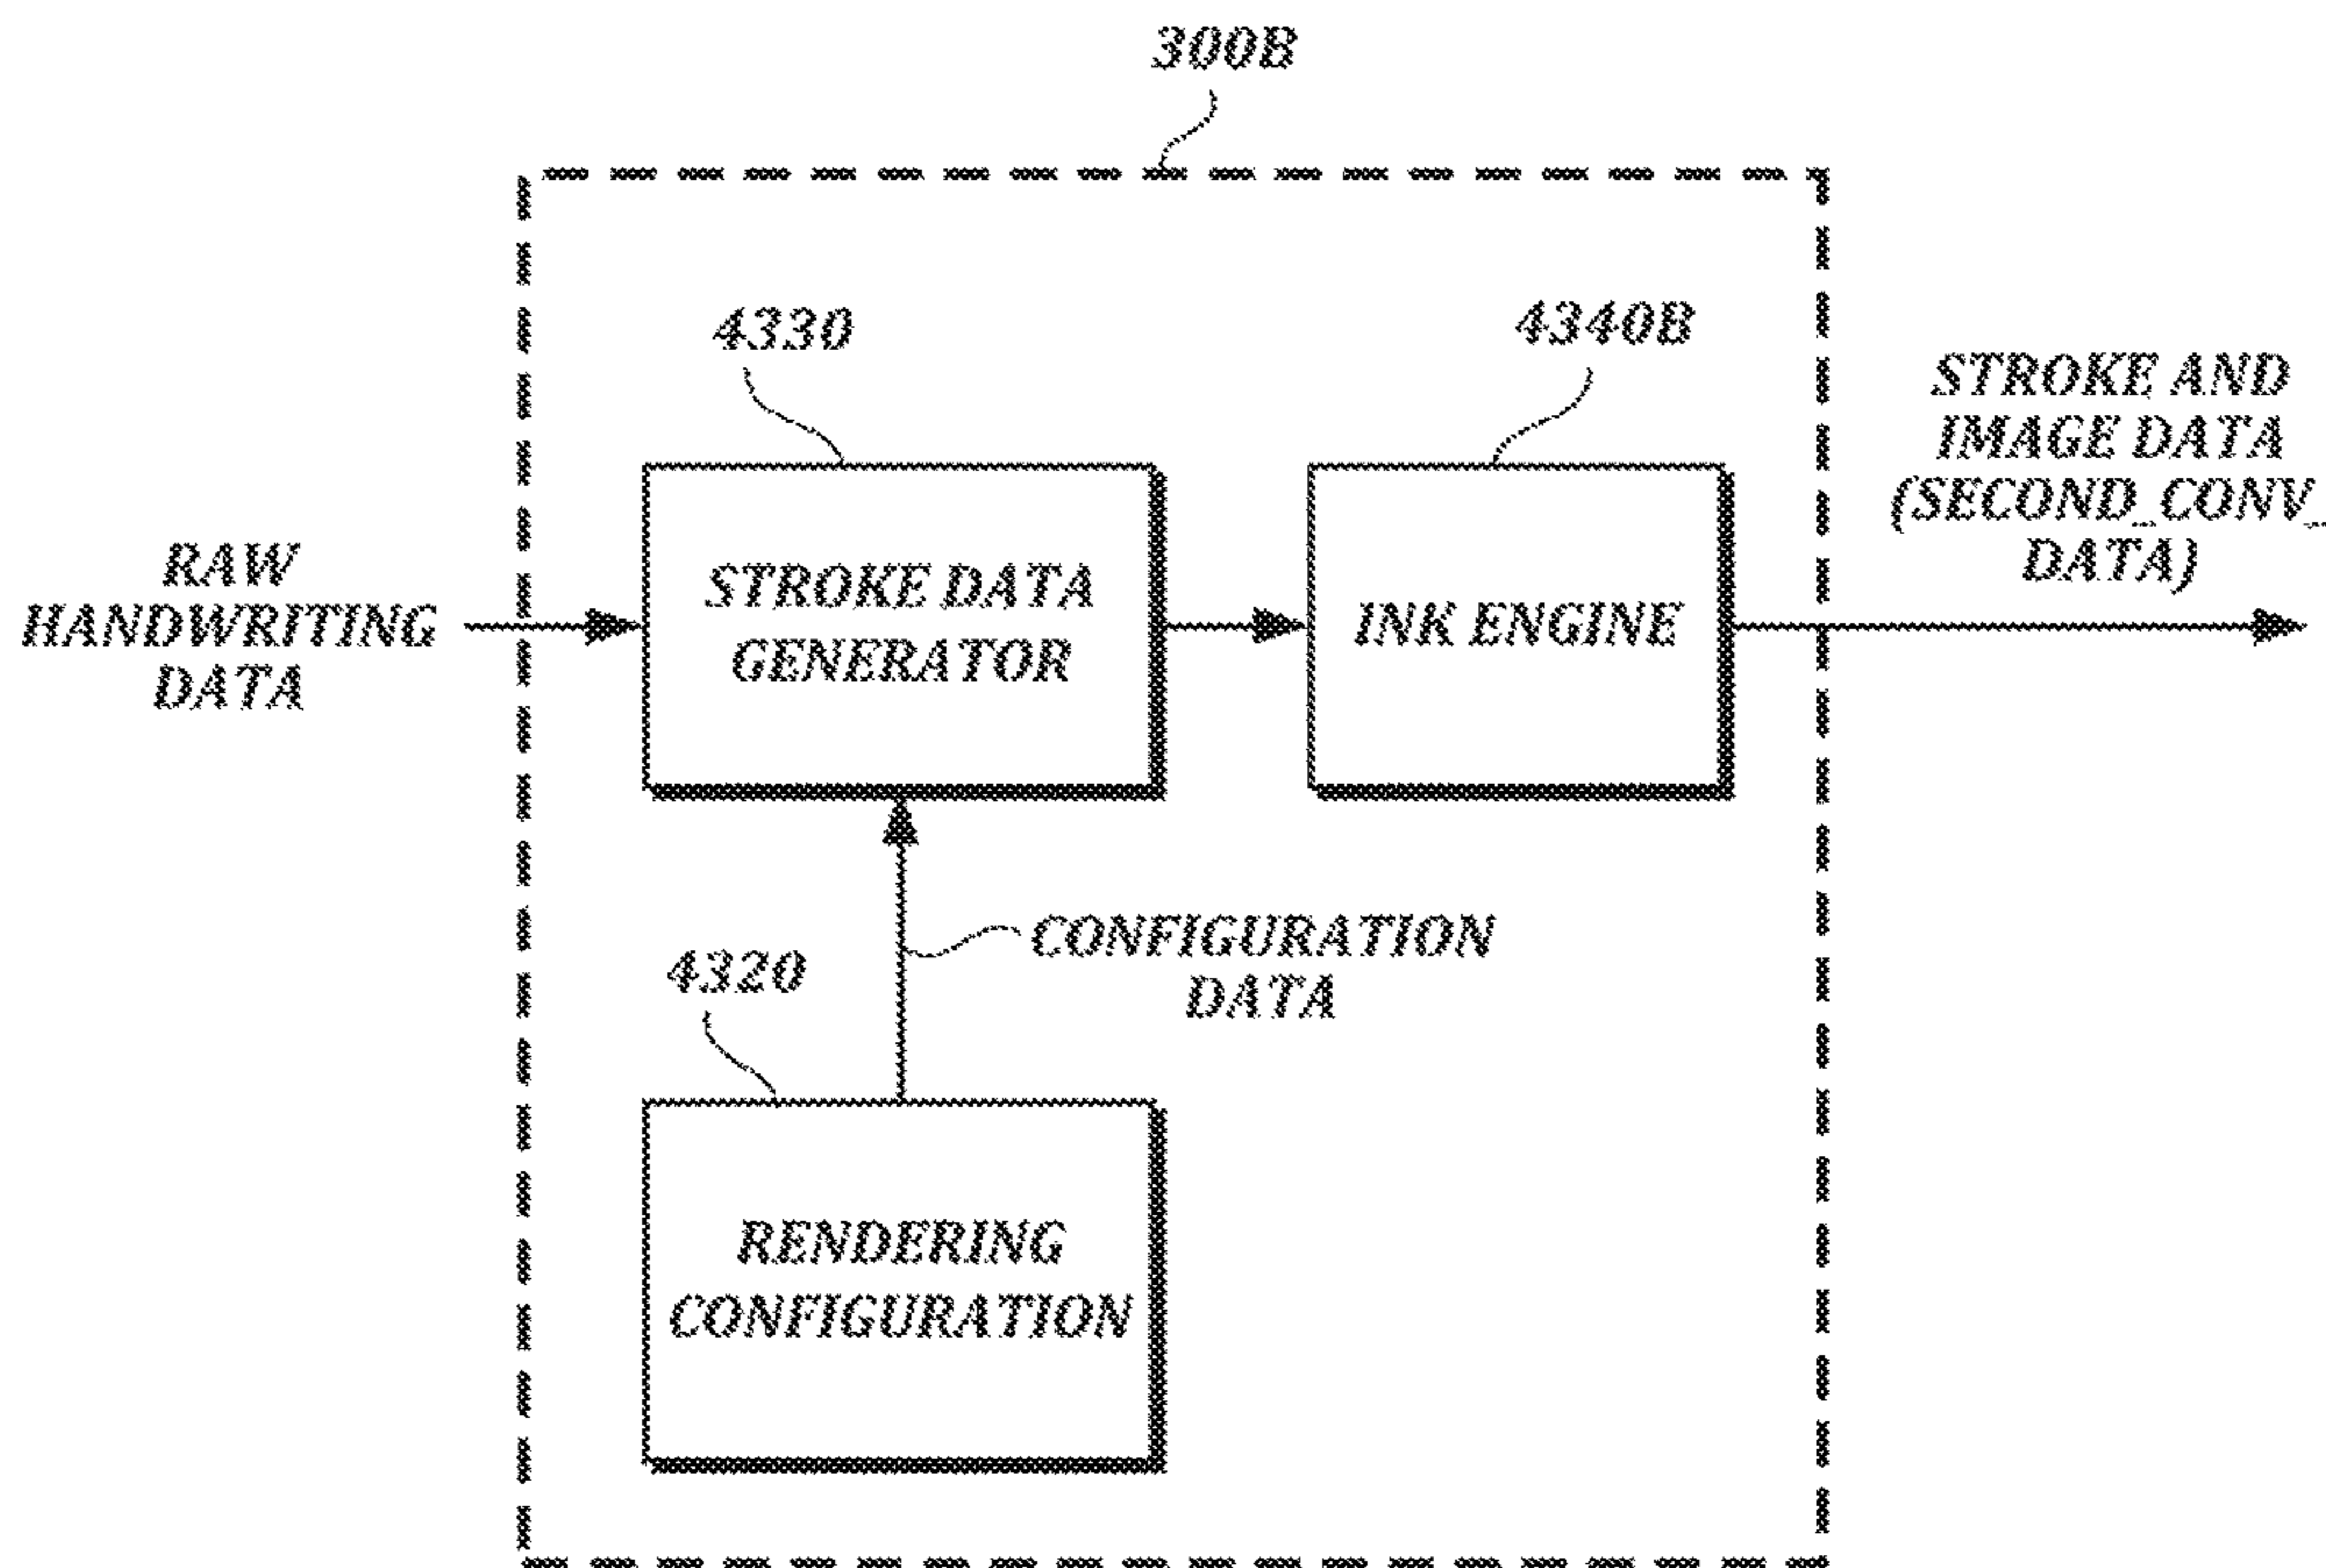 300B
4330
4340B
STROKE AND
IMAGE DATA
(SECOND_CONV_
DATA)
RAW
HANDWRITING
DATA
STROKE DATA
GENERATOR
INK ENGINE
CONFIGURATION
DATA
4320
RENDERING
CONFIGURATION